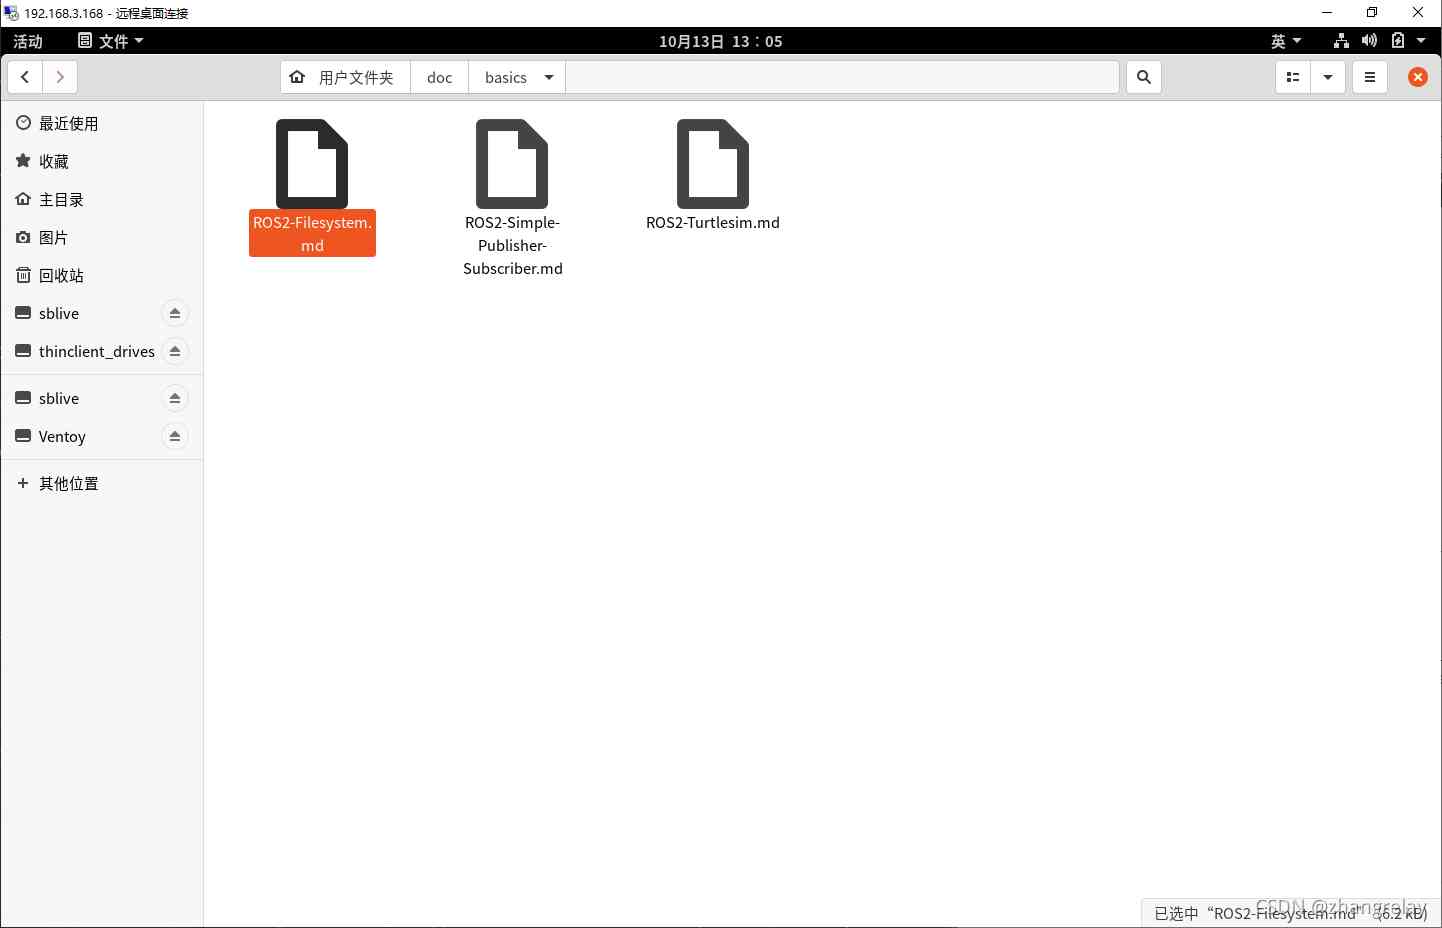 192.168.3.168 - 远程桌面连接
活动 文件 10月13日 13：05 英
用户文件夹 doc basics
最近使用
收藏
主目录
图片
回收站
sblive
thinclient_drives
sblive
Ventoy
其他位置
ROS2-Filesystem.
md
ROS2-Simple-
Publisher-
Subscriber.md
ROS2-Turtlesim.md
已选中“ROS2-Filesystem.md” (6.2 kB)
CSDN @zhangrelay